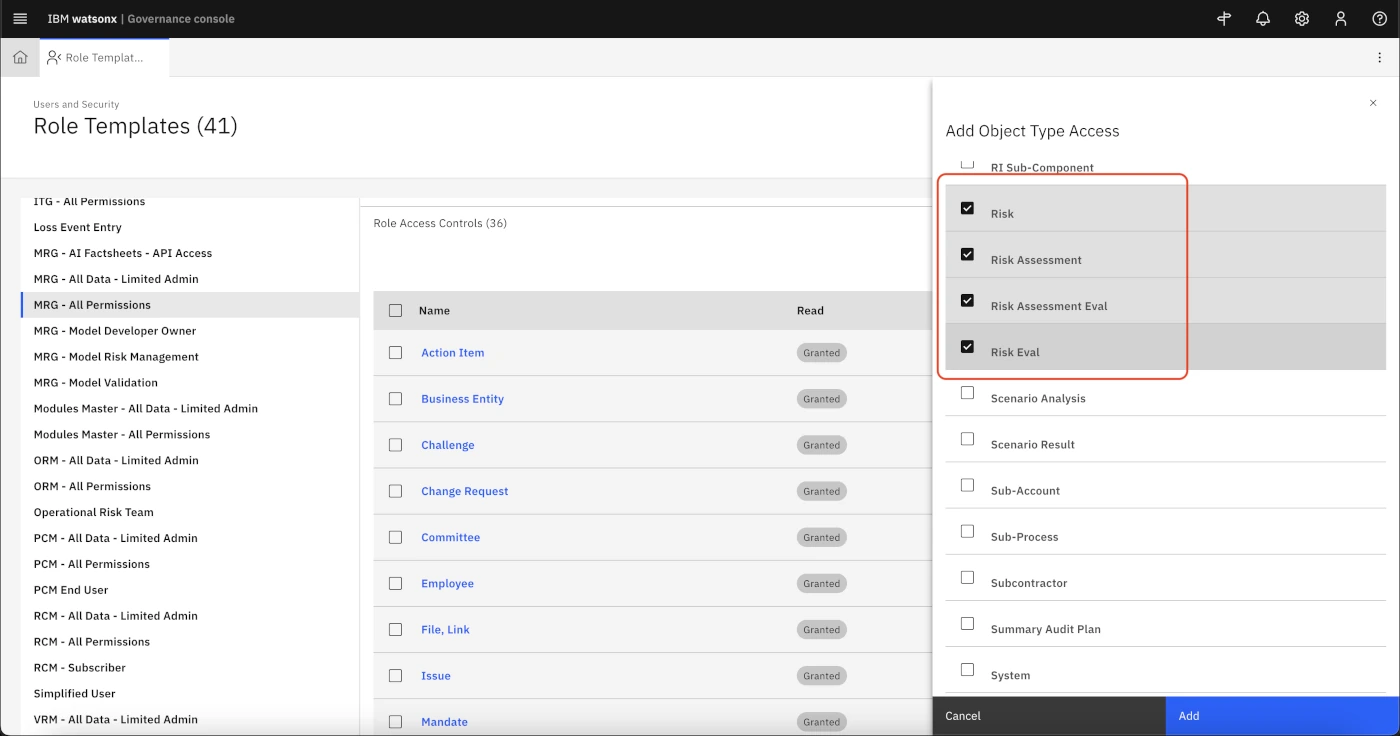 IBM watsonx | Governance console
Role Templat...
Users and Security
Role Templates (41)
ITG - All Permissions
Loss Event Entry
MRG - AI Factsheets - API Access
MRG - All Data - Limited Admin
MRG - All Permissions
MRG - Model Developer Owner
MRG - Model Risk Management
MRG - Model Validation
Modules Master - All Data - Limited Admin
Modules Master - All Permissions
ORM - All Data - Limited Admin
ORM - All Permissions
Operational Risk Team
PCM - All Data - Limited Admin
PCM - All Permissions
PCM End User
RCM - All Data - Limited Admin
RCM - All Permissions
RCM - Subscriber
Simplified User
VRM - All Data - Limited Admin
Role Access Controls (36)
Name Read
Action Item Granted
Business Entity Granted
Challenge Granted
Change Request Granted
Committee Granted
Employee Granted
File, Link Granted
Issue Granted
Mandate Granted
Add Object Type Access
RI Sub-Component
Risk
Risk Assessment
Risk Assessment Eval
Risk Eval
Scenario Analysis
Scenario Result
Sub-Account
Sub-Process
Subcontractor
Summary Audit Plan
System
Cancel Add